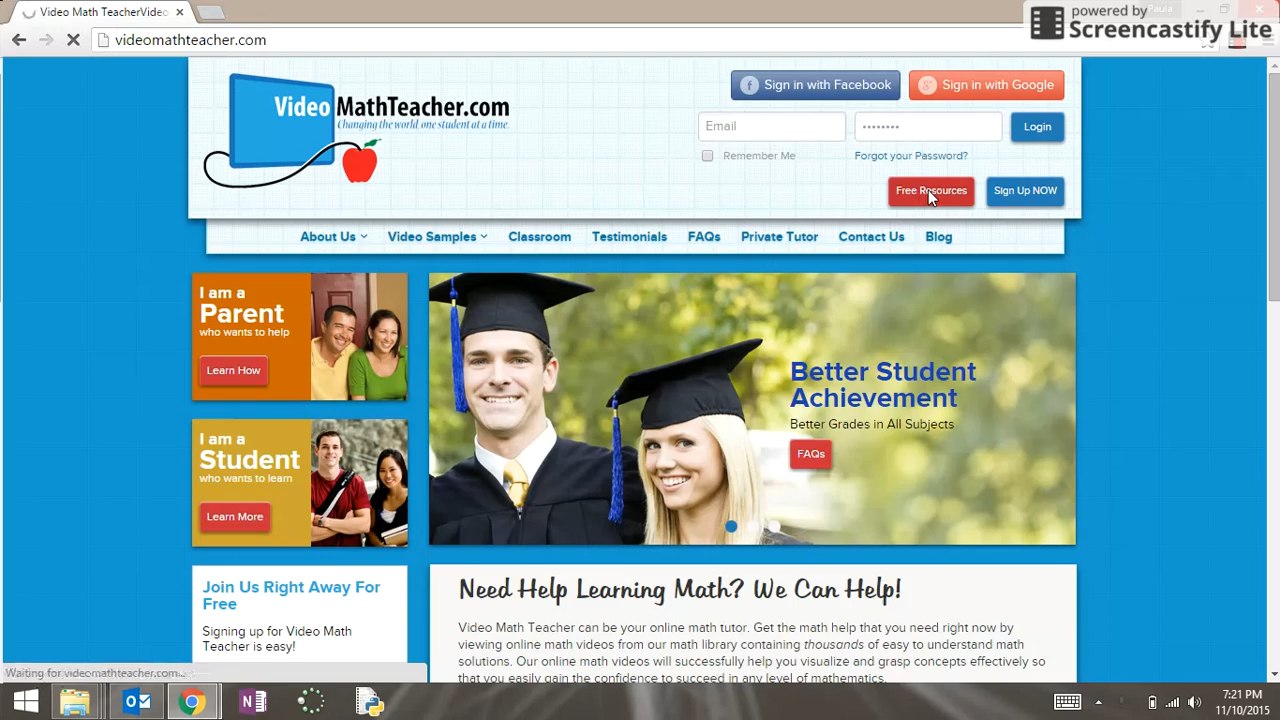 Video Math TeacherVideo
Paula
powered by
Screencastify Lite
videomathteacher.com
VideoMathTeacher.com
Changing the world one student at a time.
Sign in with Facebook
Sign in with Google
Email
••••••••
Login
Remember Me
Forgot your Password?
Free Resources
Sign Up NOW
About Us
Video Samples
Classroom
Testimonials
FAQs
Private Tutor
Contact Us
Blog
I am a
Parent
who wants to help
Learn How
Better Student
Achievement
Better Grades in All Subjects
FAQs
I am a
Student
who wants to learn
Learn More
Join Us Right Away For
Free
Signing up for Video Math
Teacher is easy!
Need Help Learning Math? We Can Help!
Video Math Teacher can be your online math tutor. Get the math help that you need right now by
viewing online math videos from our math library containing thousands of easy to understand math
solutions. Our online math videos will successfully help you visuaize and grasp concepts effectively so
that you easily gain the confidence to succeed in any level of mathematics.
Waiting for videomathteacher.com...
7:21 PM
11/10/2015